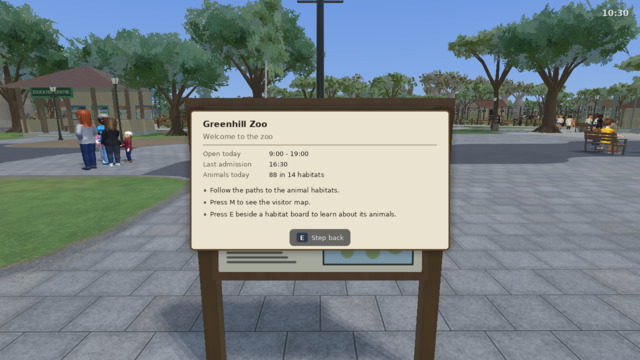 10:30
EDUCATION CENTRE
Greenhill Zoo
Welcome to the zoo
Open today 9:00 - 19:00
Last admission 16:30
Animals today 88 in 14 habitats
• Follow the paths to the animal habitats.
• Press M to see the visitor map.
• Press E beside a habitat board to learn about its animals.
E Step back